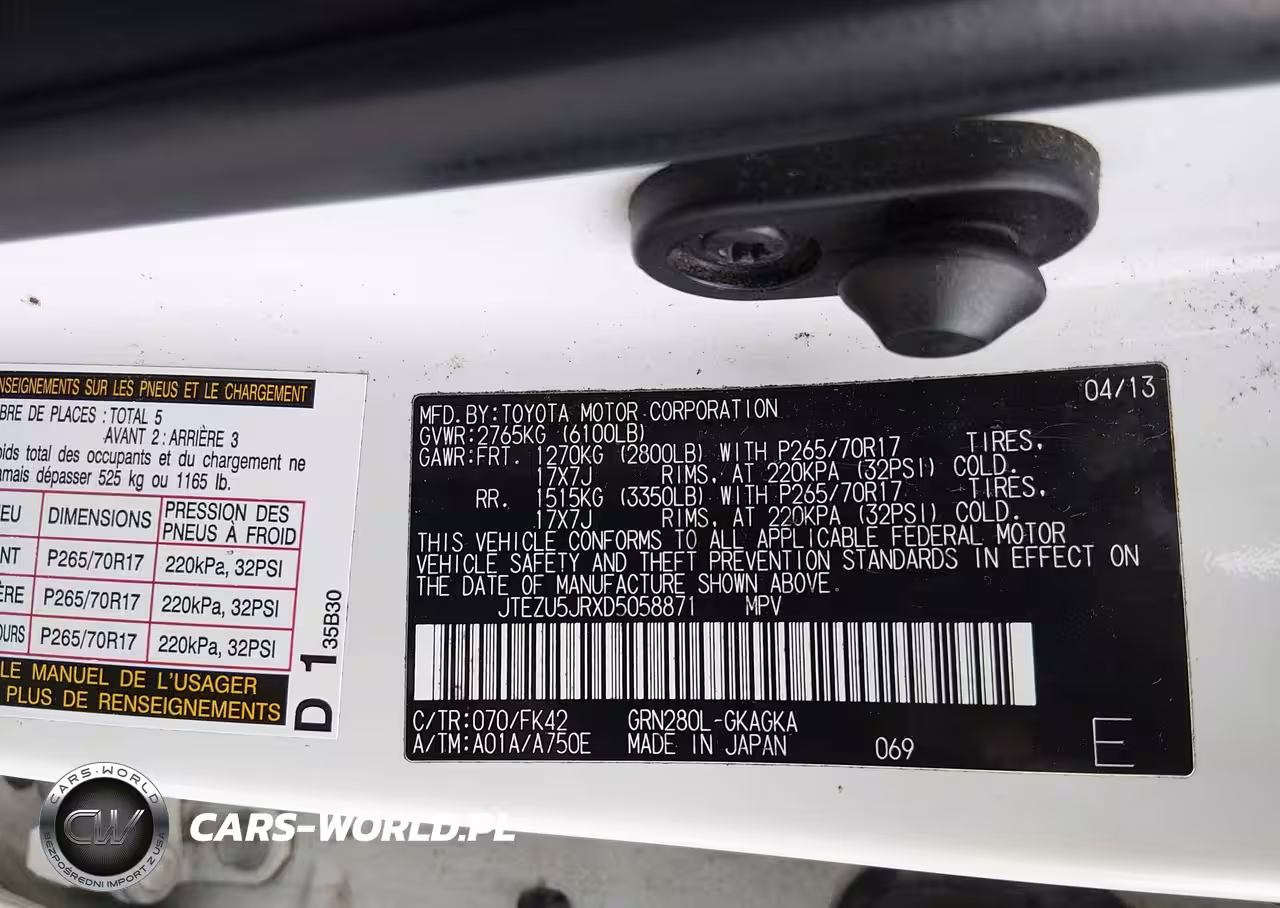 NSEIGNEMENTS SUR LES PNEUS ET LE CHARGEMENT
BRE DE PLACES : TOTAL 5
AVANT 2 : ARRIÈRE 3
oids total des occupants et du chargement ne
amais dépasser 525 kg ou 1165 lb.
EU DIMENSIONS PRESSION DES
PNEUS À FROID
NT P265/70R17 220kPa, 32PSI
ÈRE P265/70R17 220kPa, 32PSI
OURS P265/70R17 220kPa, 32PSI
LE MANUEL DE L'USAGER
PLUS DE RENSEIGNEMENTS
D 1 35B30
04/13
MFD. BY: TOYOTA MOTOR CORPORATION
GVWR: 2765KG (6100LB)
GAWR: FRT. 1270KG (2800LB) WITH P265/70R17 TIRES,
17X7J RIMS, AT 220KPA (32PSI) COLD.
RR. 1515KG (3350LB) WITH P265/70R17 TIRES,
17X7J RIMS, AT 220KPA (32PSI) COLD.
THIS VEHICLE CONFORMS TO ALL APPLICABLE FEDERAL MOTOR
VEHICLE SAFETY AND THEFT PREVENTION STANDARDS IN EFFECT ON
THE DATE OF MANUFACTURE SHOWN ABOVE.
JTEZU5JRXD5058871 MPV
C/TR: 070/FK42 GRN280L-GKAGKA
A/TM: A01A/A750E MADE IN JAPAN 069
E
CARS-WORLD
CW
BEZPOŚREDNI IMPORT Z USA
CARS-WORLD.PL